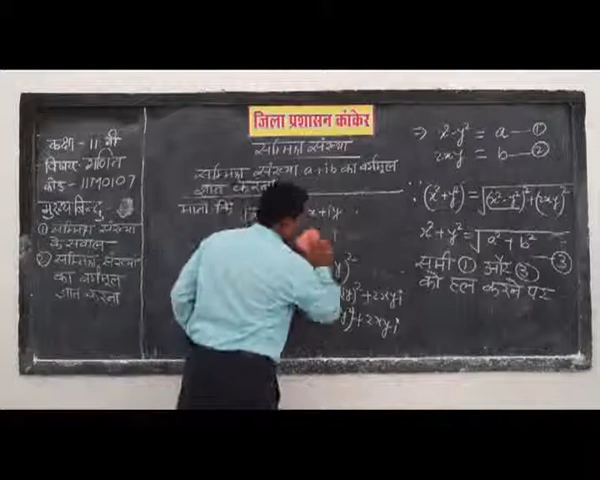 जिला प्रशासन कांकेर
कक्षा - 11 वी
विषय - गणित
कोड - 11M0107
मुख्य बिन्दु
① सम्मिश्र संख्या
के सवाल
② सम्मिश्र संख्या
का वर्गमूल
ज्ञात करना
सम्मिश्र संख्या
सम्मिश्र संख्या a+ib का वर्गमूल
ज्ञात करना
माना कि x+iy
+2xyi
+2xyi
⇒ x²-y² = a —①
2xy = b —②
∴ (x²+y²) = √(x²-y²)²+(2xy)²
x²+y² = √a²+b² —③
समी ① और ③
को हल करने पर